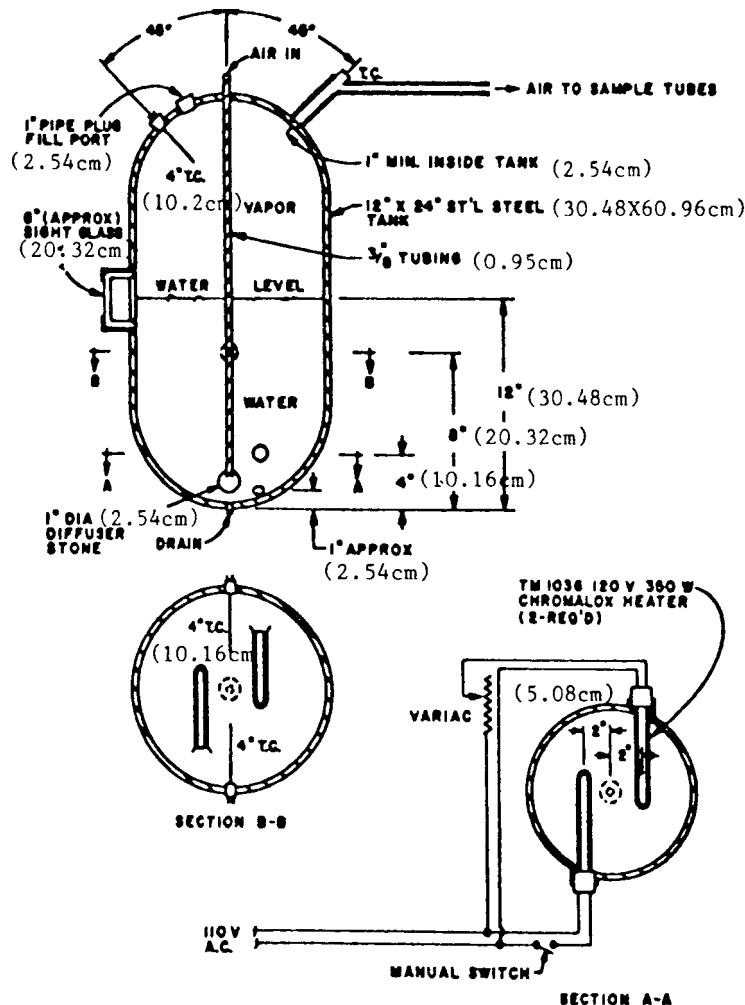 46°
46°
AIR IN
T.C.
AIR TO SAMPLE TUBES
1" PIPE PLUG
FILL PORT
(2.54cm)
4" T.C.
(10.2cm)
VAPOR
1" MIN. INSIDE TANK (2.54cm)
12" X 24" ST'L STEEL (30.48X60.96cm)
TANK
(APPROX)
SIGHT GLASS
(20.32cm
3/8" TUBING (0.95cm)
WATER LEVEL
B
B
WATER
12" (30.48cm)
8" (20.32cm)
4" (10.16cm)
A
A
1" DIA (2.54cm)
DIFFUSER
STONE
DRAIN
1" APPROX
(2.54cm)
4" T.C.
(10.16cm
4" T.C.
SECTION B-B
TM 1036 120 V 360 W
CHROMALOX HEATER
(2-REQ'D)
(5.08cm)
VARIAC
2"
2"
110 V
A.C.
MANUAL SWITCH
SECTION A-A